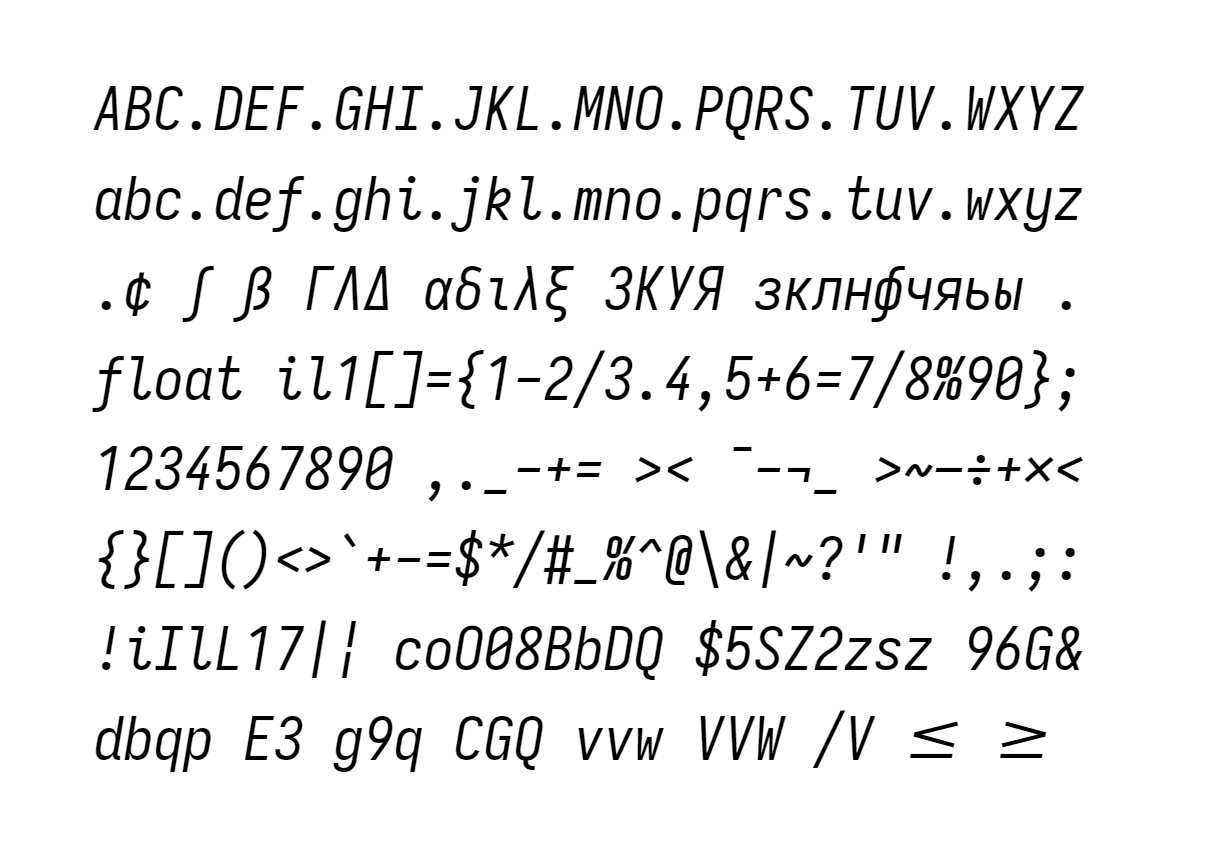 ABC.DEF.GHI.JKL.MNO.PQRS.TUV.WXYZ
abc.def.ghi.jkl.mno.pqrs.tuv.wxyz
.¢ ∫ β ΓΛΔ αδιλξ ЗКУЯ зклнфчяьы .
float il1[]={1-2/3.4,5+6=7/8%90};
1234567890 ,._-+= >< ¯-¬_ >~−÷+×<
{}[]()<>`+-=$*/#_%^@\&|~?'" !,.;:
!iIlL17|¦ coO08BbDQ $5SZ2zsz 96G&
dbqp E3 g9q CGQ vvw VVW /V ≤ ≥